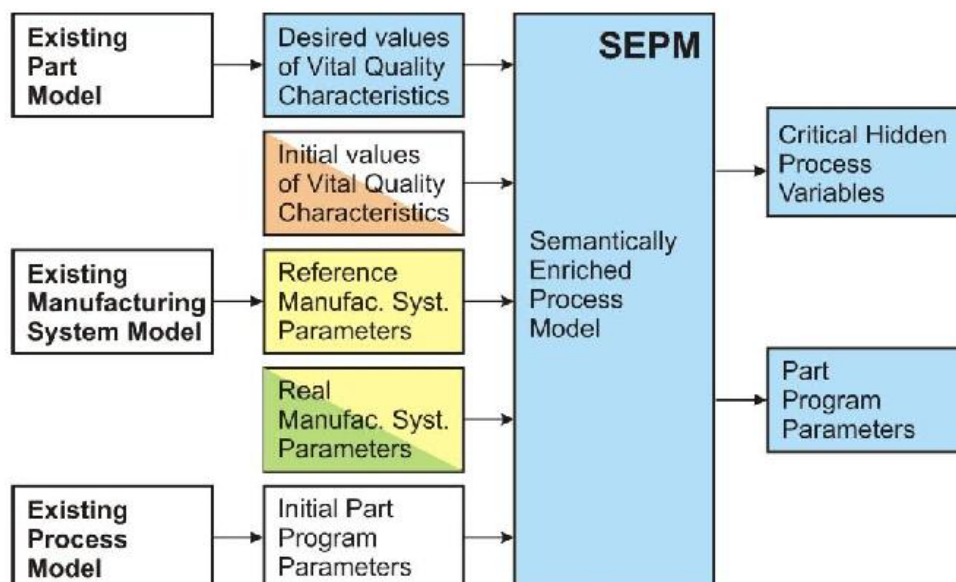 Existing
Part
Model
Desired values
of Vital Quality
Characteristics
Initial values
of Vital Quality
Characteristics
Existing
Manufacturing
System Model
Reference
Manufac. Syst.
Parameters
Real
Manufac. Syst.
Parameters
Existing
Process
Model
Initial Part
Program
Parameters
SEPM
Semantically
Enriched
Process
Model
Critical Hidden
Process
Variables
Part
Program
Parameters